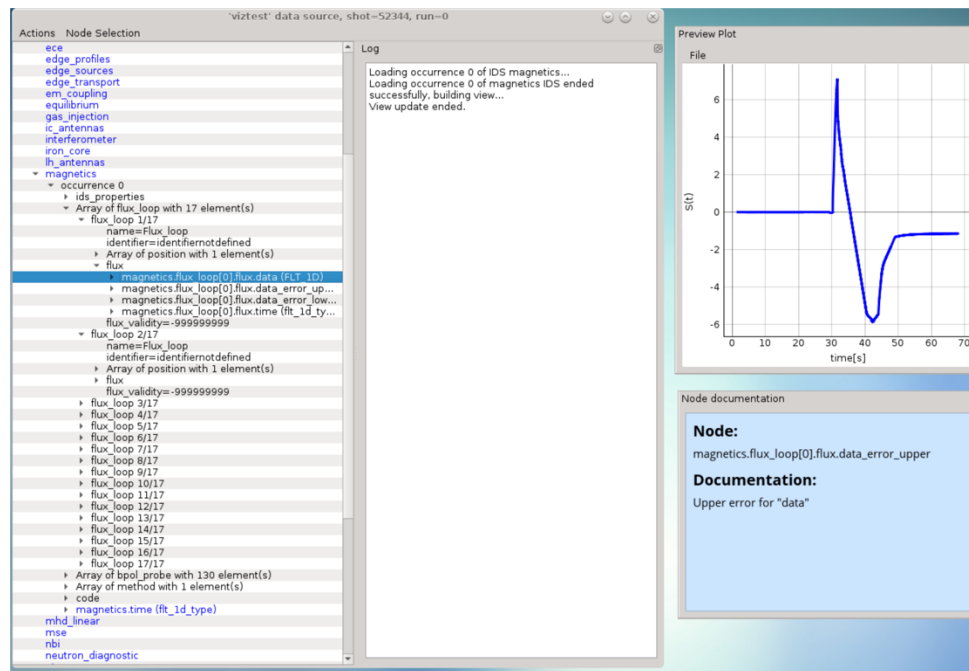 'viztest' data source, shot=52344, run=0
Actions Node Selection
ece
edge_profiles
edge_sources
edge_transport
em_coupling
equilibrium
gas_injection
ic_antennas
interferometer
iron_core
lh_antennas
magnetics
occurrence 0
ids_properties
Array of flux_loop with 17 element(s)
flux_loop 1/17
name=Flux_loop
identifier=identifiernotdefined
Array of position with 1 element(s)
flux
magnetics.flux_loop[0].flux.data (FLT_1D)
magnetics.flux_loop[0].flux.data_error_up...
magnetics.flux_loop[0].flux.data_error_low...
magnetics.flux_loop[0].flux.time (flt_1d_ty...
flux_validity=-999999999
flux_loop 2/17
name=Flux_loop
identifier=identifiernotdefined
Array of position with 1 element(s)
flux
flux_validity=-999999999
flux_loop 3/17
flux_loop 4/17
flux_loop 5/17
flux_loop 6/17
flux_loop 7/17
flux_loop 8/17
flux_loop 9/17
flux_loop 10/17
flux_loop 11/17
flux_loop 12/17
flux_loop 13/17
flux_loop 14/17
flux_loop 15/17
flux_loop 16/17
flux_loop 17/17
Array of bpol_probe with 130 element(s)
Array of method with 1 element(s)
code
magnetics.time (flt_1d_type)
mhd_linear
mse
nbi
neutron_diagnostic
Log
Loading occurrence 0 of IDS magnetics...
Loading occurrence 0 of magnetics IDS ended
successfully, building view...
View update ended.
Preview Plot
File
6
4
2
0
-2
-4
-6
S(t)
0 10 20 30 40 50 60 70
time[s]
Node documentation
Node:
magnetics.flux_loop[0].flux.data_error_upper
Documentation:
Upper error for "data"